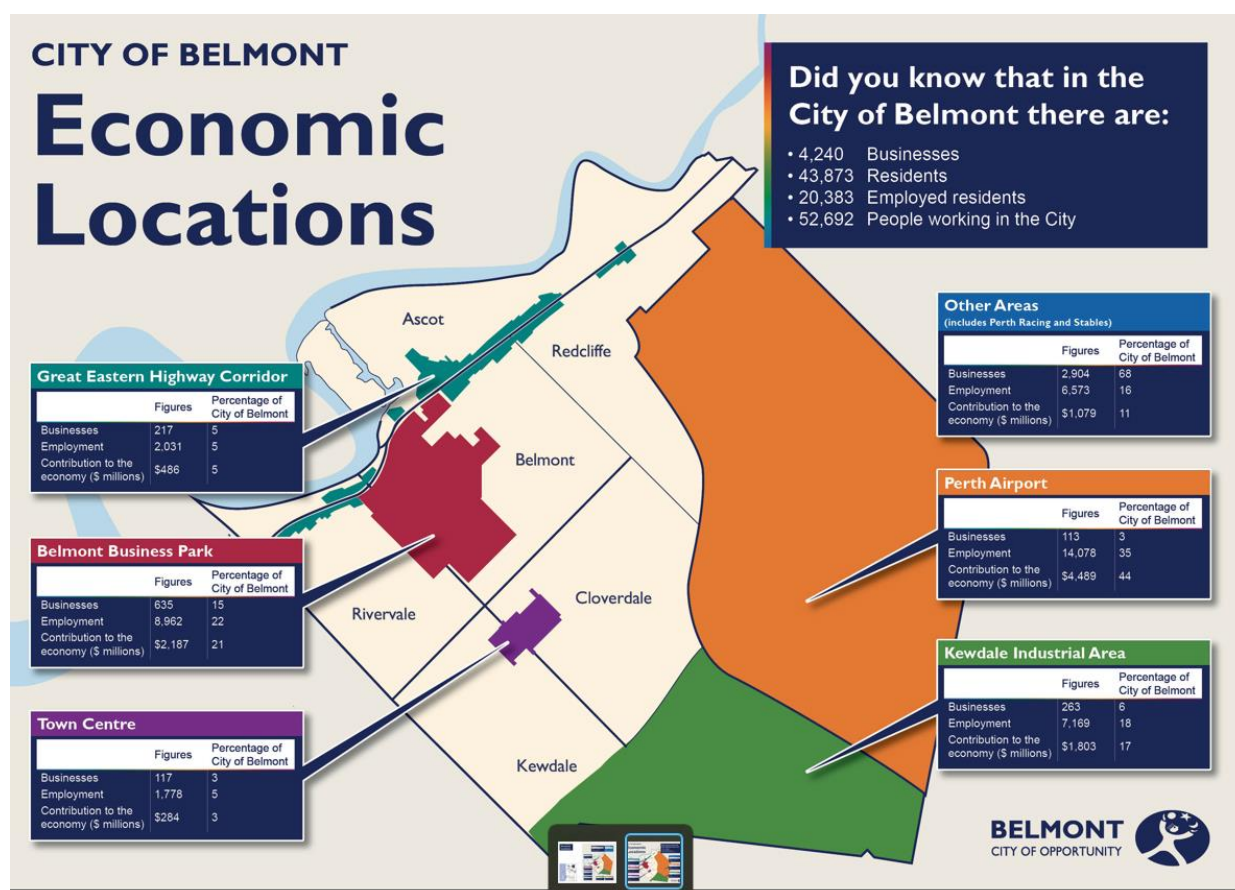 CITY OF BELMONT
Economic
Locations
Did you know that in the
City of Belmont there are:
• 4,240 Businesses
• 43,873 Residents
• 20,383 Employed residents
• 52,692 People working in the City
Ascot
Redcliffe
Belmont
Cloverdale
Rivervale
Kewdale
Great Eastern Highway Corridor
Figures Percentage of
City of Belmont
Businesses 217 5
Employment 2,031 5
Contribution to the
economy ($ millions) $486 5
Belmont Business Park
Figures Percentage of
City of Belmont
Businesses 635 15
Employment 8,962 22
Contribution to the
economy ($ millions) $2,187 21
Town Centre
Figures Percentage of
City of Belmont
Businesses 117 3
Employment 1,778 5
Contribution to the
economy ($ millions) $284 3
Other Areas
(includes Perth Racing and Stables)
Figures Percentage of
City of Belmont
Businesses 2,904 68
Employment 6,573 16
Contribution to the
economy ($ millions) $1,079 11
Perth Airport
Figures Percentage of
City of Belmont
Businesses 113 3
Employment 14,078 35
Contribution to the
economy ($ millions) $4,489 44
Kewdale Industrial Area
Figures Percentage of
City of Belmont
Businesses 263 6
Employment 7,169 18
Contribution to the
economy ($ millions) $1,803 17
BELMONT
CITY OF OPPORTUNITY